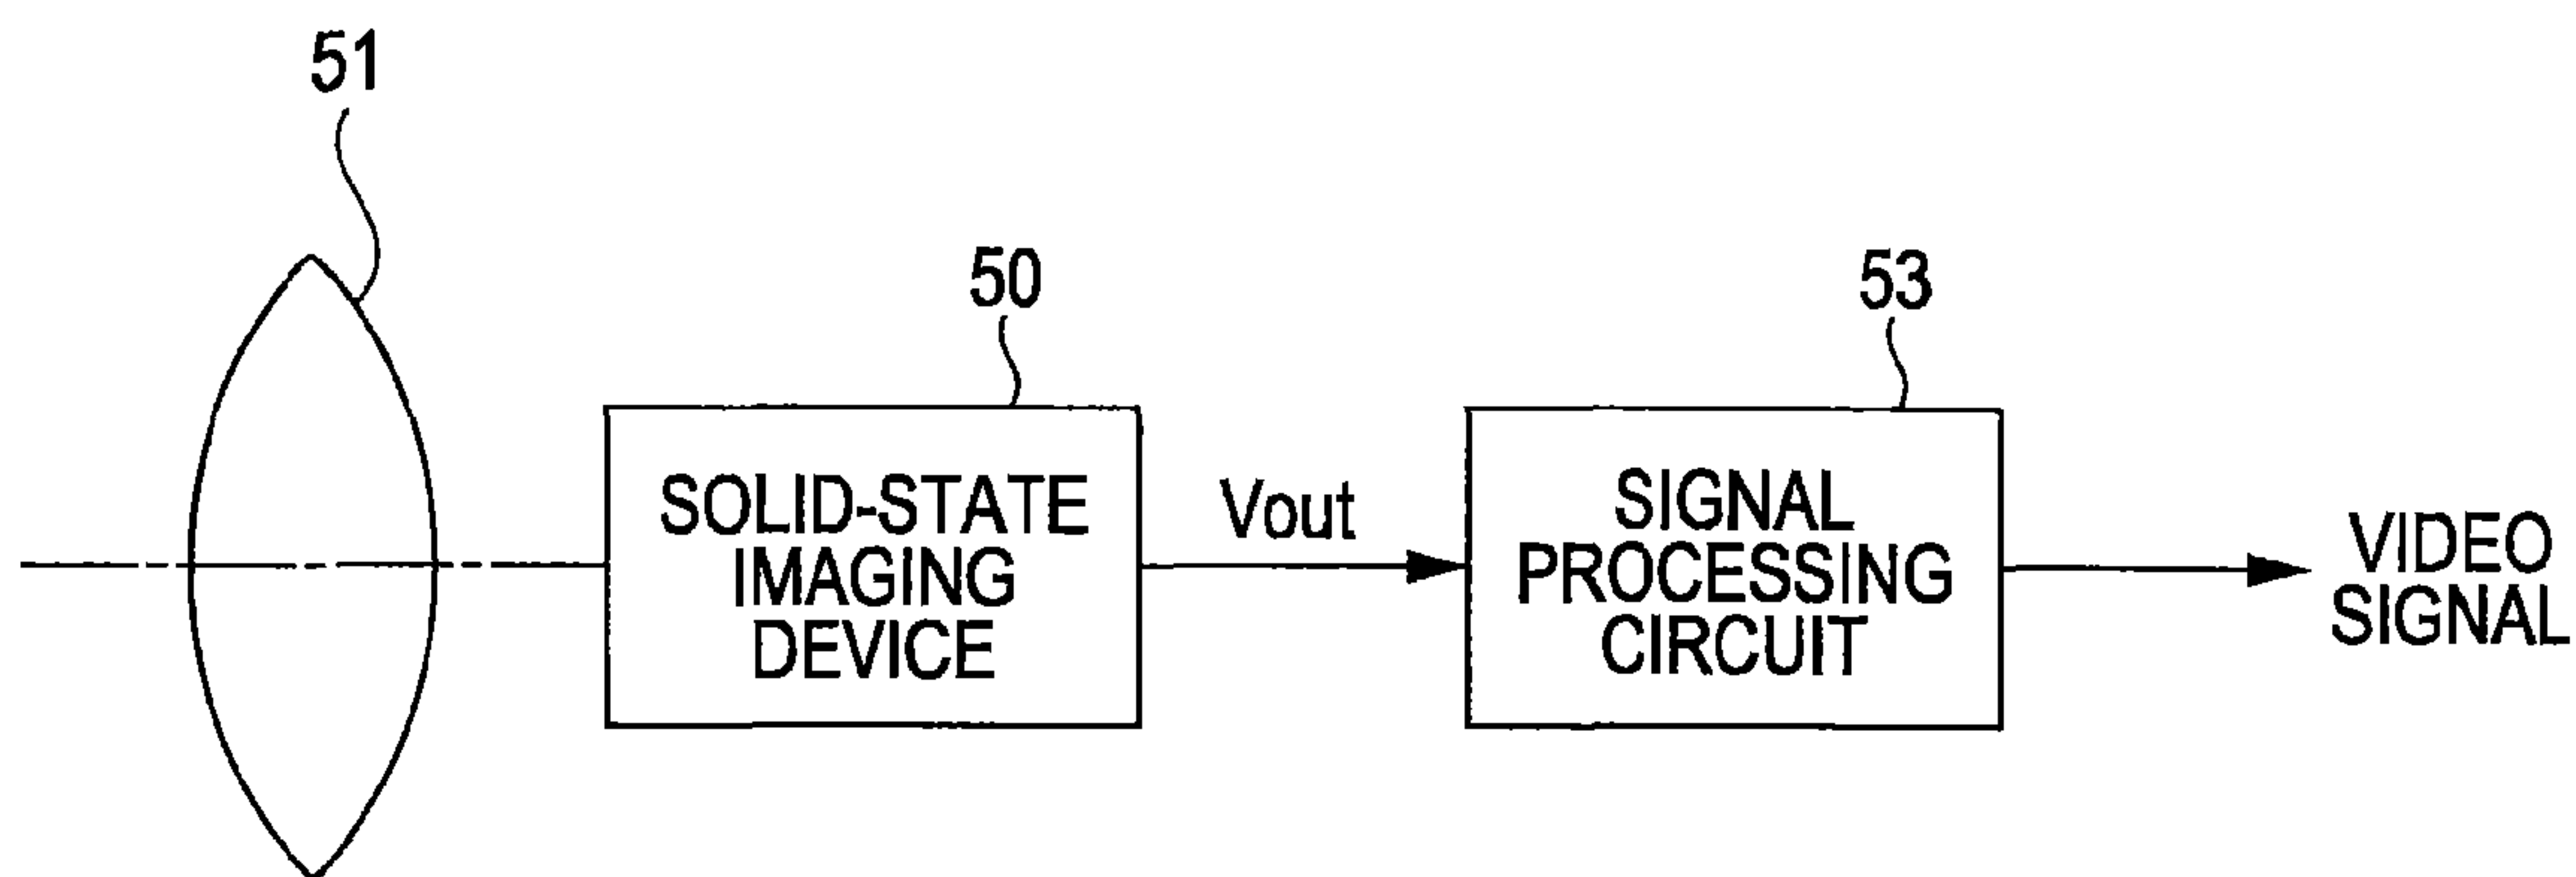 51
50
53
SOLID-STATE
IMAGING
DEVICE
Vout
SIGNAL
PROCESSING
CIRCUIT
VIDEO
SIGNAL